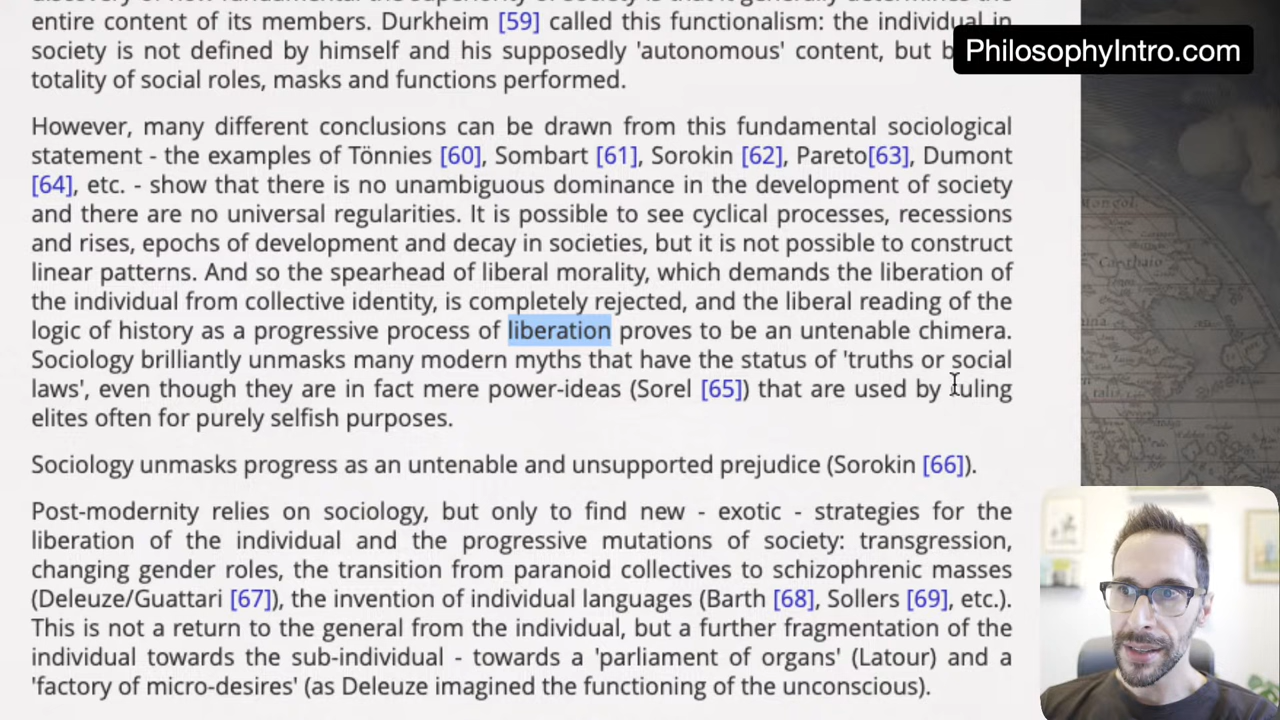 entire content of its members. Durkheim [59] called this functionalism: the individual in
PhilosophyIntro.com
society is not defined by himself and his supposedly 'autonomous' content, but
totality of social roles, masks and functions performed.
However, many different conclusions can be drawn from this fundamental sociological
statement - the examples of Tönnies [60], Sombart [61], Sorokin [62], Pareto[63], Dumont
[64], etc. - show that there is no unambiguous dominance in the development of society
and there are no universal regularities. It is possible to see cyclical processes, recessions
and rises, epochs of development and decay in societies, but it is not possible to construct
linear patterns. And so the spearhead of liberal morality, which demands the liberation of
the individual from collective identity, is completely rejected, and the liberal reading of the
logic of history as a progressive process of liberation proves to be an untenable chimera.
Sociology brilliantly unmasks many modern myths that have the status of 'truths or social
laws', even though they are in fact mere power-ideas (Sorel [65]) that are used by ruling
elites often for purely selfish purposes.
Sociology unmasks progress as an untenable and unsupported prejudice (Sorokin [66]).
Post-modernity relies on sociology, but only to find new - exotic - strategies for the
liberation of the individual and the progressive mutations of society: transgression,
changing gender roles, the transition from paranoid collectives to schizophrenic masses
(Deleuze/Guattari [67]), the invention of individual languages (Barth [68], Sollers [69], etc.).
This is not a return to the general from the individual, but a further fragmentation of the
individual towards the sub-individual - towards a 'parliament of organs' (Latour) and a
'factory of micro-desires' (as Deleuze imagined the functioning of the unconscious).